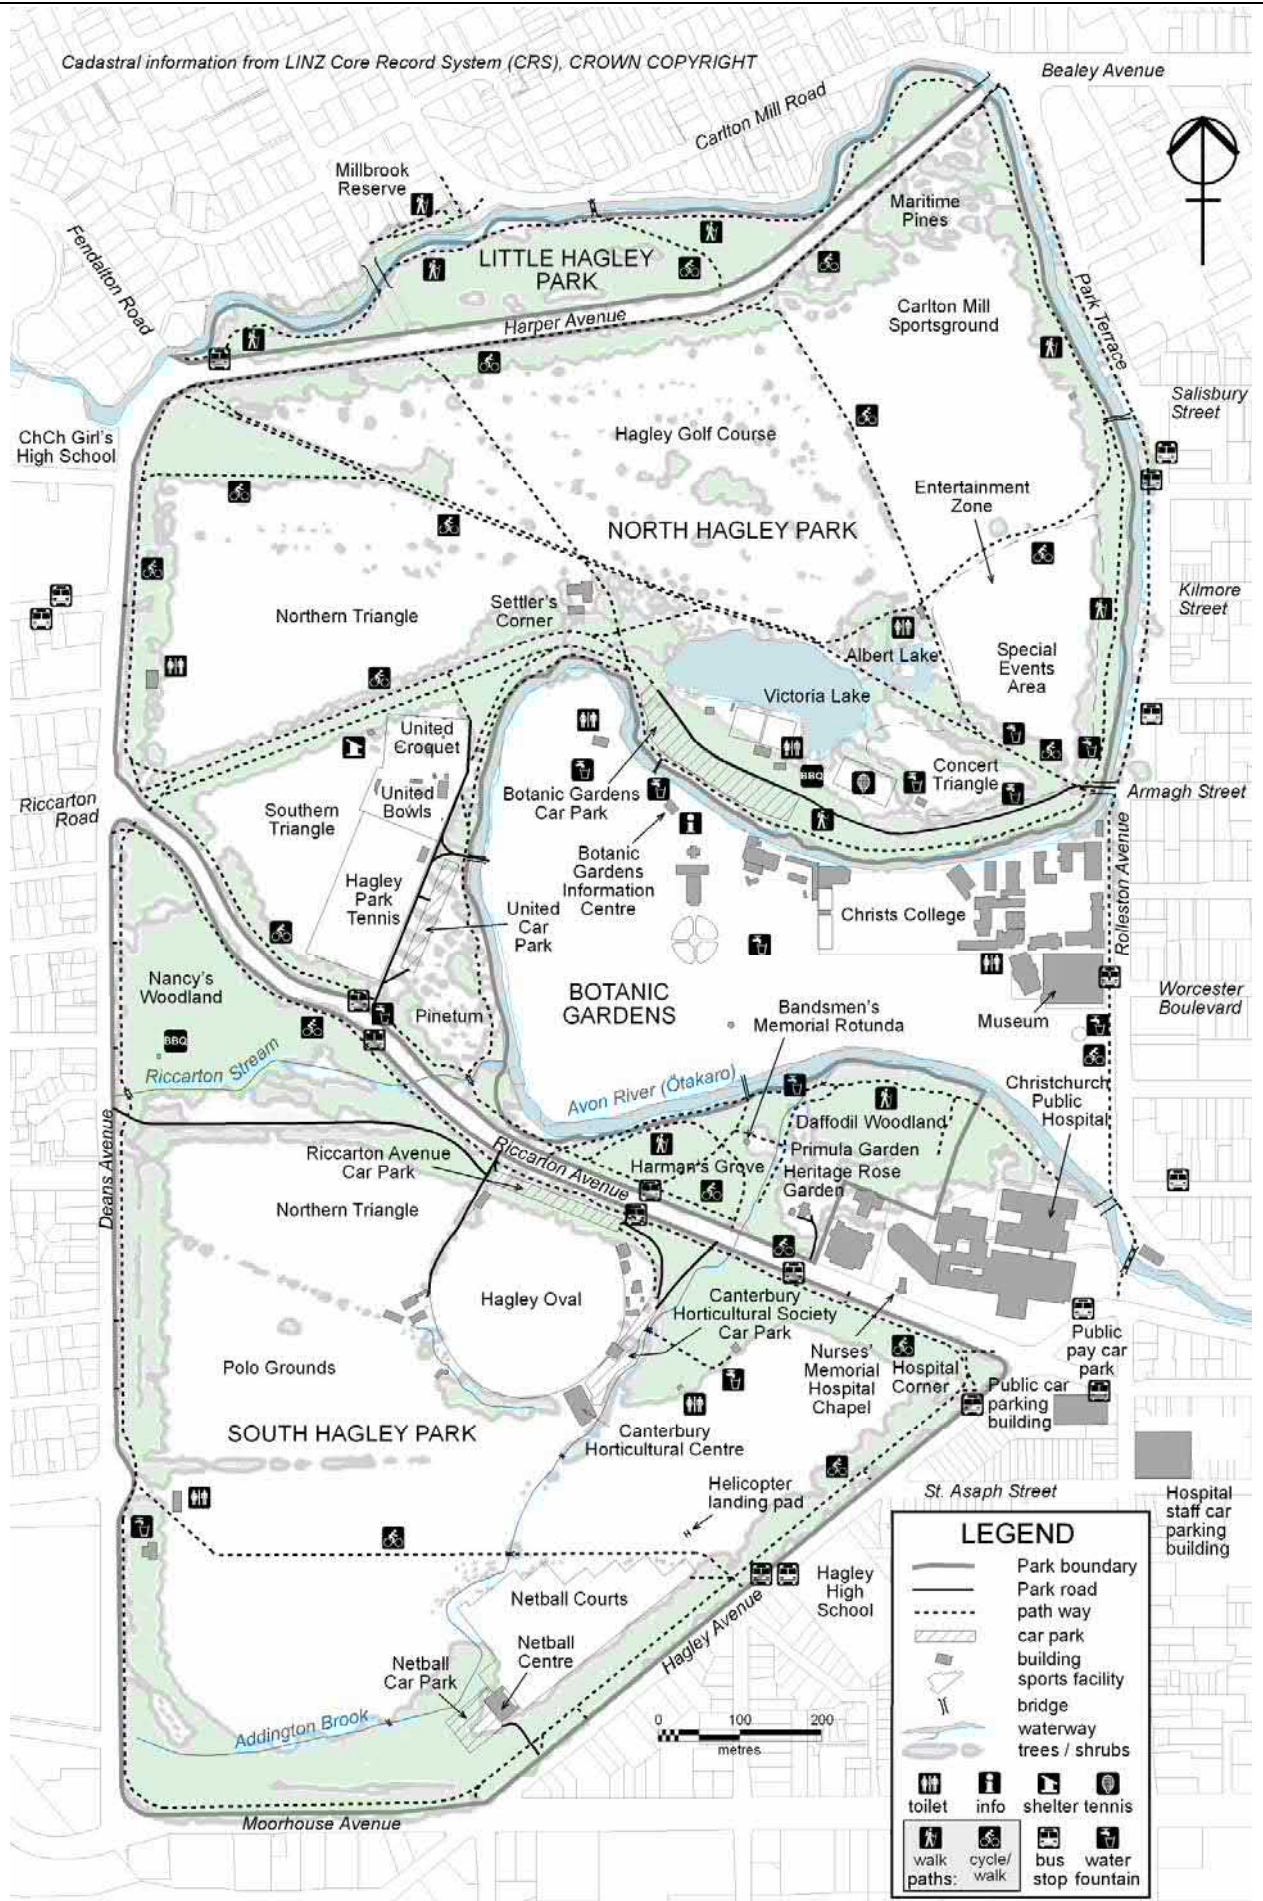 Cadastral information from LINZ Core Record System (CRS), CROWN COPYRIGHT
Bealey Avenue
Carlton Mill Road
Millbrook
Reserve
Maritime
Pines
Fendalton Road
LITTLE HAGLEY
PARK
Park Terrace
Carlton Mill
Sportsground
Harper Avenue
Salisbury
Street
ChCh Girl's
High School
Hagley Golf Course
Entertainment
Zone
NORTH HAGLEY PARK
Kilmore
Street
Settler's
Corner
Northern Triangle
Albert Lake
Special
Events
Area
Victoria Lake
United
Croquet
Concert
Triangle
Riccarton
Road
United
Bowls
Botanic Gardens
Car Park
BBQ
Armagh Street
Southern
Triangle
Botanic
Gardens
Information
Centre
Rolleston Avenue
Hagley
Park
Tennis
United
Car
Park
Christs College
Nancy's
Woodland
BOTANIC
GARDENS
Worcester
Boulevard
Pinetum
Bandsmen's
Memorial Rotunda
Museum
BBQ
Riccarton Stream
Avon River (Ōtakaro)
Christchurch
Public
Hospital
Daffodil Woodland
Deans Avenue
Riccarton Avenue
Car Park
Riccarton Avenue
Primula Garden
Harman's Grove
Heritage Rose
Garden
Northern Triangle
Hagley Oval
Canterbury
Horticultural Society
Car Park
Public
pay car
park
Polo Grounds
Nurses'
Memorial
Hospital
Chapel
Hospital
Corner
Public car
parking
building
SOUTH HAGLEY PARK
Canterbury
Horticultural Centre
Helicopter
landing pad
H
St. Asaph Street
Hospital
staff car
parking
building
Netball Courts
Hagley
High
School
Hagley Avenue
Netball
Centre
Netball
Car Park
Addington Brook
0 100 200
metres
Moorhouse Avenue
LEGEND
Park boundary
Park road
path way
car park
building
sports facility
bridge
waterway
trees / shrubs
toilet info shelter tennis
walk cycle/ bus water
paths: walk stop fountain